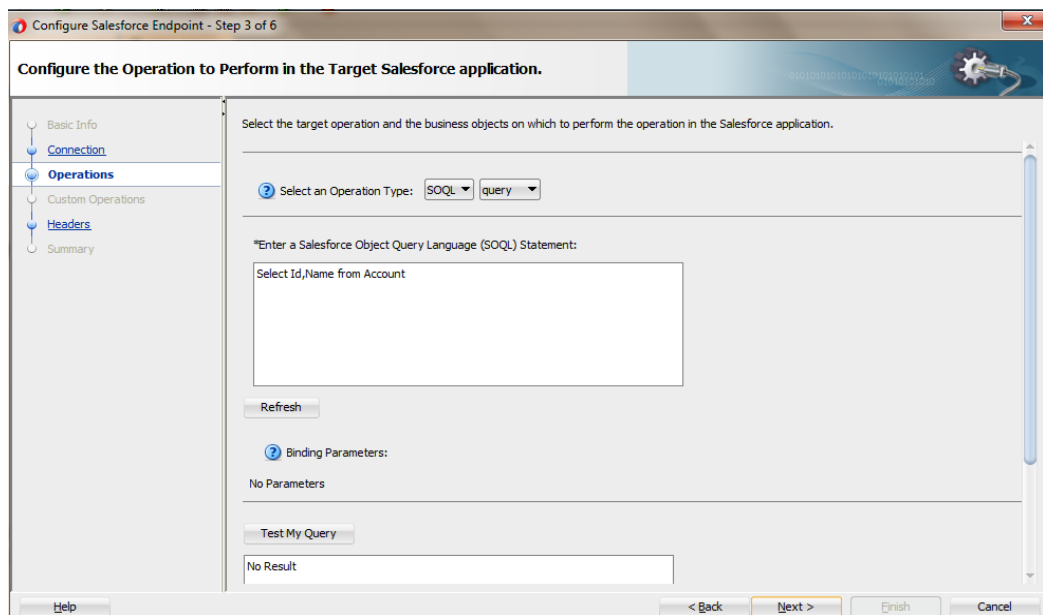 Configure Salesforce Endpoint - Step 3 of 6
x
Configure the Operation to Perform in the Target Salesforce application.
Basic Info
Connection
Operations
Custom Operations
Headers
Summary
Select the target operation and the business objects on which to perform the operation in the Salesforce application.
? Select an Operation Type: SOQL query
*Enter a Salesforce Object Query Language (SOQL) Statement:
Select Id,Name from Account
Refresh
? Binding Parameters:
No Parameters
Test My Query
No Result
Help
< Back
Next >
Finish
Cancel